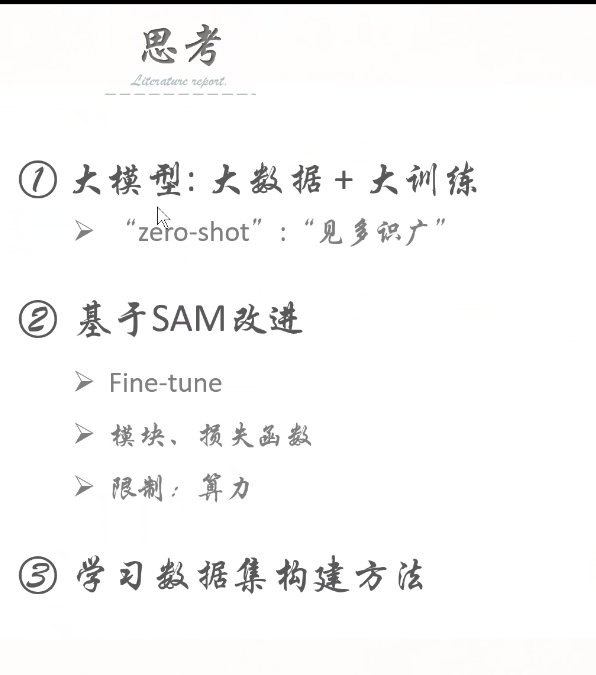 思考
Literature report.
① 大模型: 大数据 + 大训练
➢ “zero-shot”:“见多识广”
② 基于SAM改进
➢ Fine-tune
➢ 模块、损失函数
➢ 限制：算力
③ 学习数据集构建方法